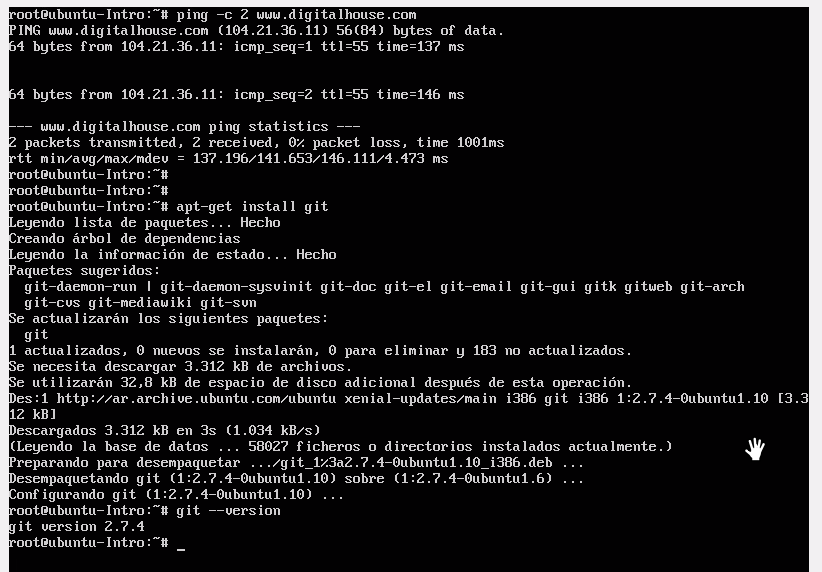 root@ubuntu-Intro:~# ping -c 2 www.digitalhouse.com
PING www.digitalhouse.com (104.21.36.11) 56(84) bytes of data.
64 bytes from 104.21.36.11: icmp_seq=1 ttl=55 time=137 ms
64 bytes from 104.21.36.11: icmp_seq=2 ttl=55 time=146 ms
--- www.digitalhouse.com ping statistics ---
2 packets transmitted, 2 received, 0% packet loss, time 1001ms
rtt min/avg/max/mdev = 137.196/141.653/146.111/4.473 ms
root@ubuntu-Intro:~#
root@ubuntu-Intro:~#
root@ubuntu-Intro:~# apt-get install git
Leyendo lista de paquetes... Hecho
Creando árbol de dependencias
Leyendo la información de estado... Hecho
Paquetes sugeridos:
  git-daemon-run | git-daemon-sysvinit git-doc git-el git-email git-gui gitk gitweb git-arch
  git-cvs git-mediawiki git-svn
Se actualizarán los siguientes paquetes:
  git
1 actualizados, 0 nuevos se instalarán, 0 para eliminar y 183 no actualizados.
Se necesita descargar 3.312 kB de archivos.
Se utilizarán 32,8 kB de espacio de disco adicional después de esta operación.
Des:1 http://ar.archive.ubuntu.com/ubuntu xenial-updates/main i386 git i386 1:2.7.4-0ubuntu1.10 [3.3
12 kB]
Descargados 3.312 kB en 3s (1.034 kB/s)
(Leyendo la base de datos ... 58027 ficheros o directorios instalados actualmente.)
Preparando para desempaquetar .../git_1%3a2.7.4-0ubuntu1.10_i386.deb ...
Desempaquetando git (1:2.7.4-0ubuntu1.10) sobre (1:2.7.4-0ubuntu1.6) ...
Configurando git (1:2.7.4-0ubuntu1.10) ...
root@ubuntu-Intro:~# git --version
git version 2.7.4
root@ubuntu-Intro:~# _